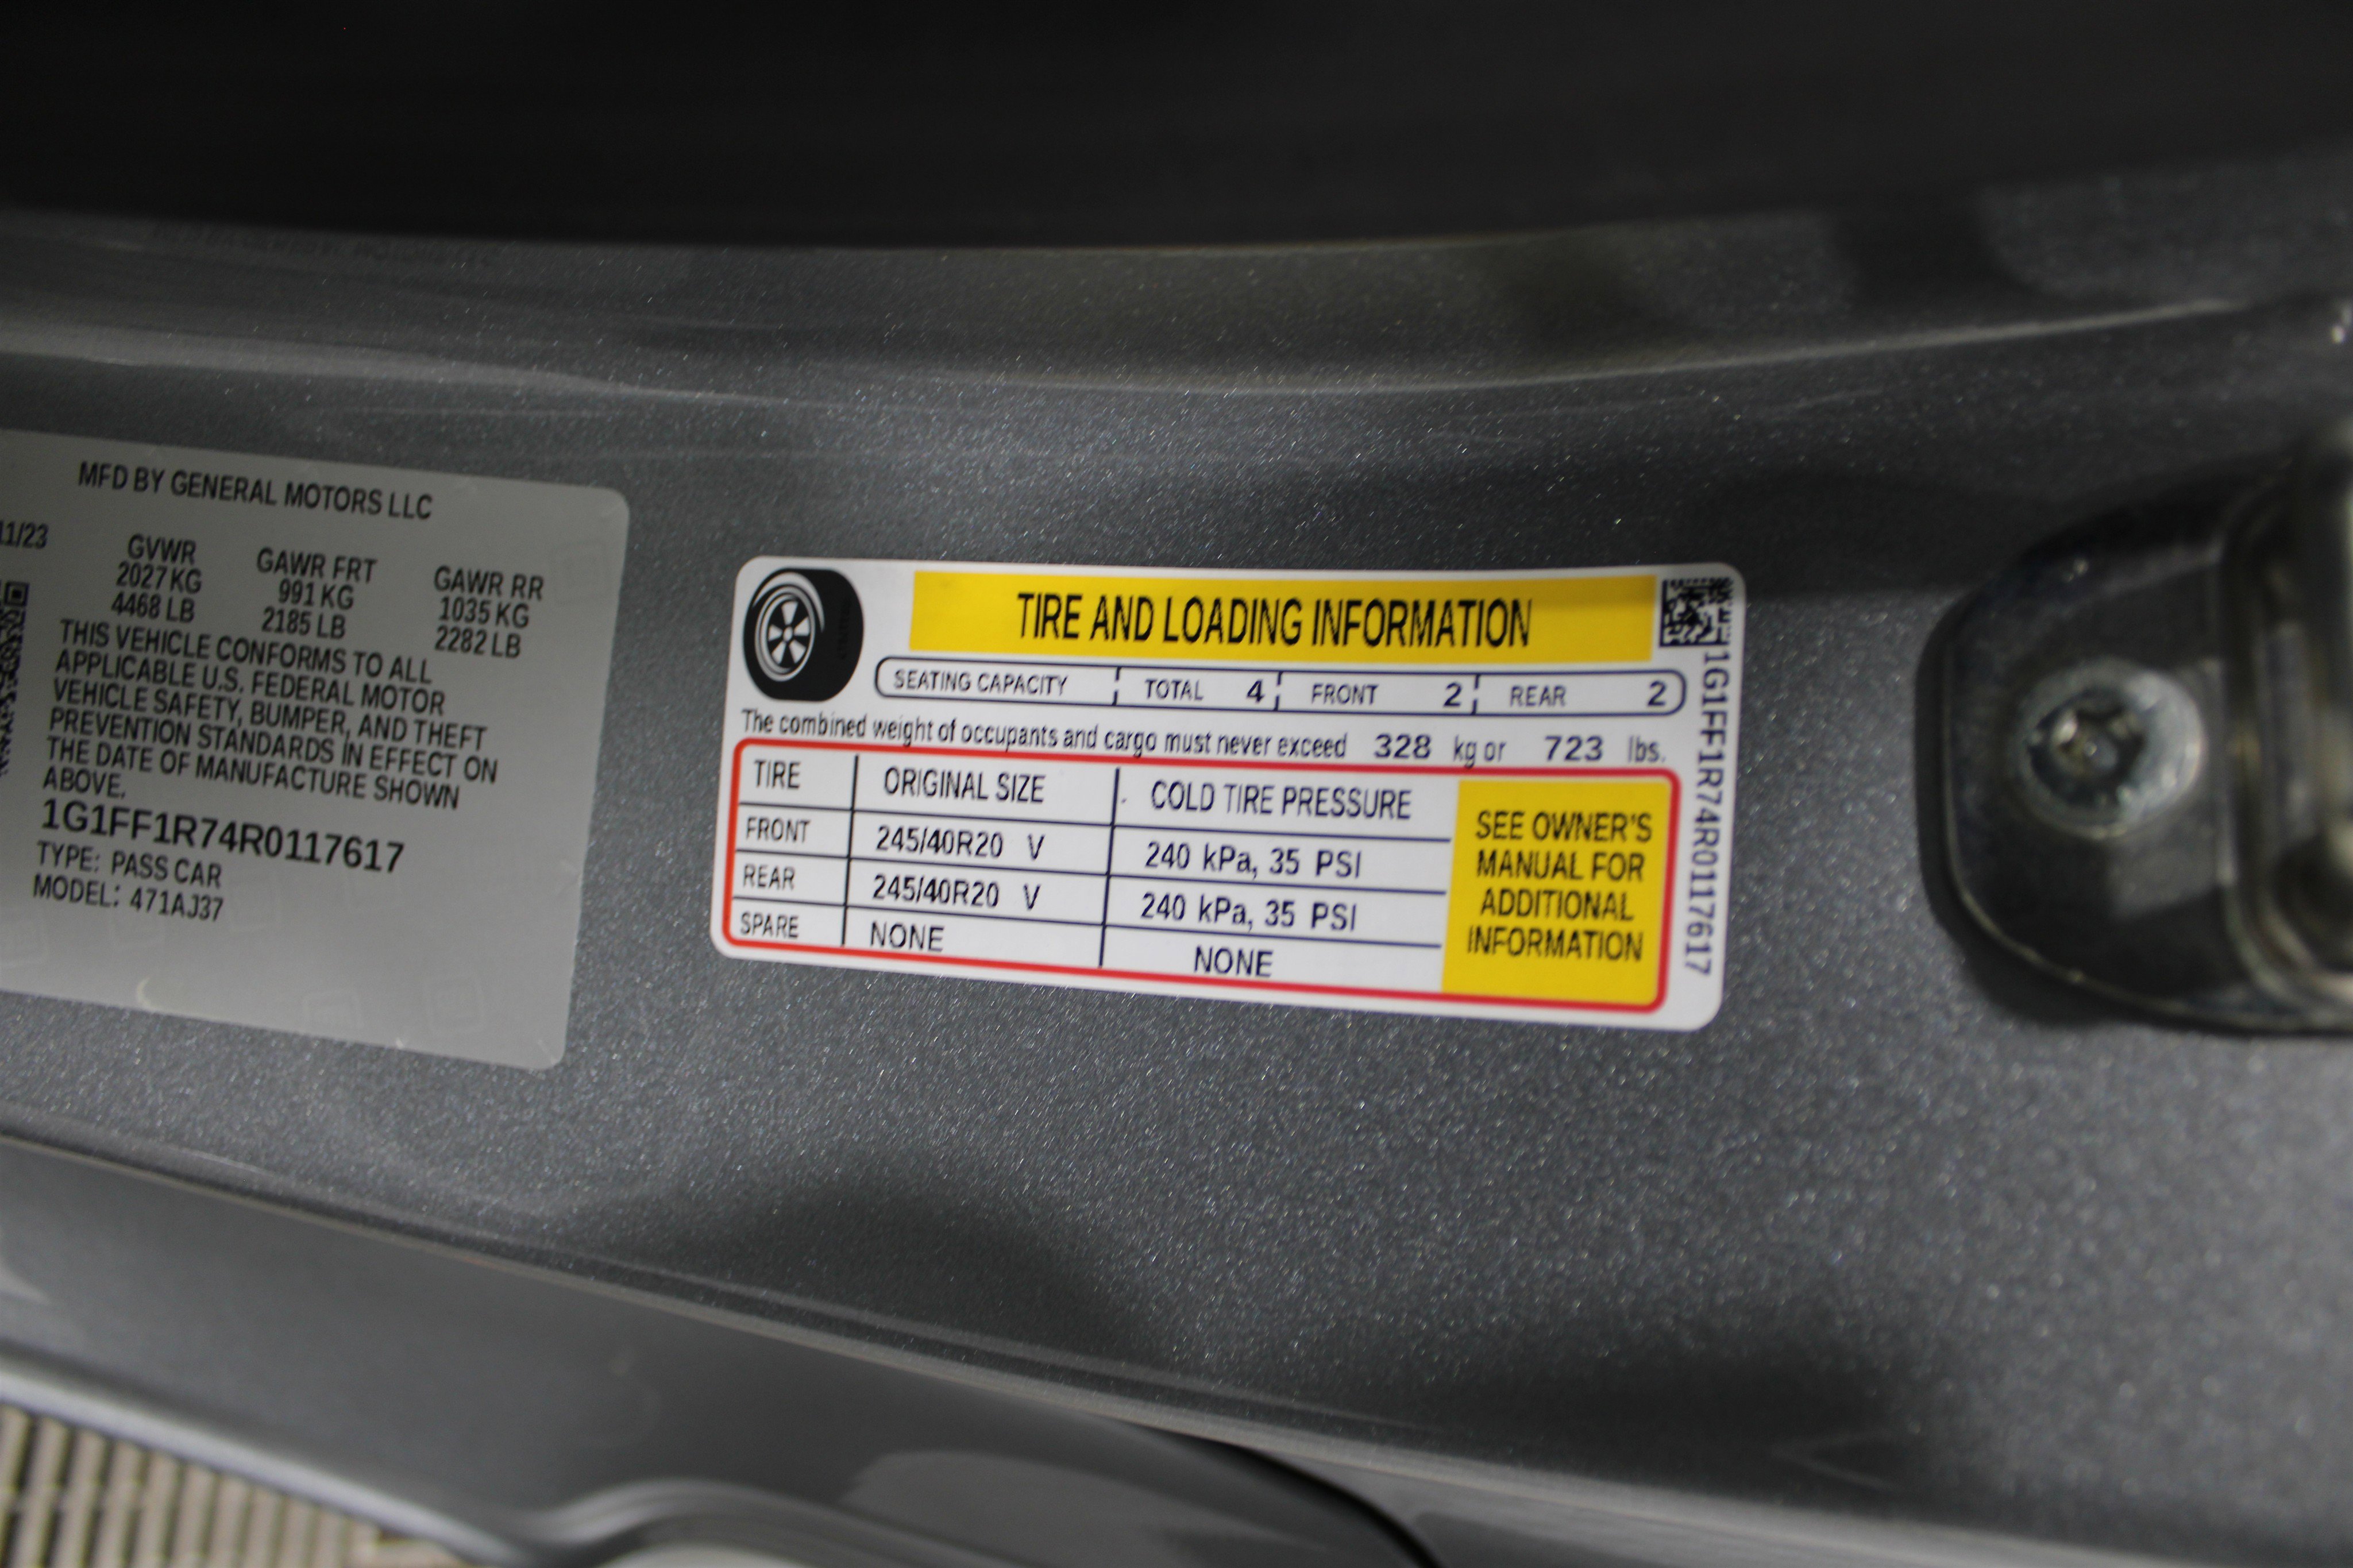 MFD BY GENERAL MOTORS LLC
11/23
GVWR GAWR FRT GAWR RR
2027 KG 991 KG 1035 KG
4468 LB 2185 LB 2282 LB
THIS VEHICLE CONFORMS TO ALL
APPLICABLE U.S. FEDERAL MOTOR
VEHICLE SAFETY, BUMPER, AND THEFT
PREVENTION STANDARDS IN EFFECT ON
THE DATE OF MANUFACTURE SHOWN
ABOVE.
1G1FF1R74R0117617
TYPE: PASS CAR
MODEL: 471AJ37
TIRE AND LOADING INFORMATION
SEATING CAPACITY TOTAL 4 FRONT 2 REAR 2
The combined weight of occupants and cargo must never exceed 328 kg or 723 lbs.
TIRE ORIGINAL SIZE COLD TIRE PRESSURE
FRONT 245/40R20 V 240 kPa, 35 PSI
REAR 245/40R20 V 240 kPa, 35 PSI
SPARE NONE NONE
SEE OWNER'S
MANUAL FOR
ADDITIONAL
INFORMATION
1G1FF1R74R0117617